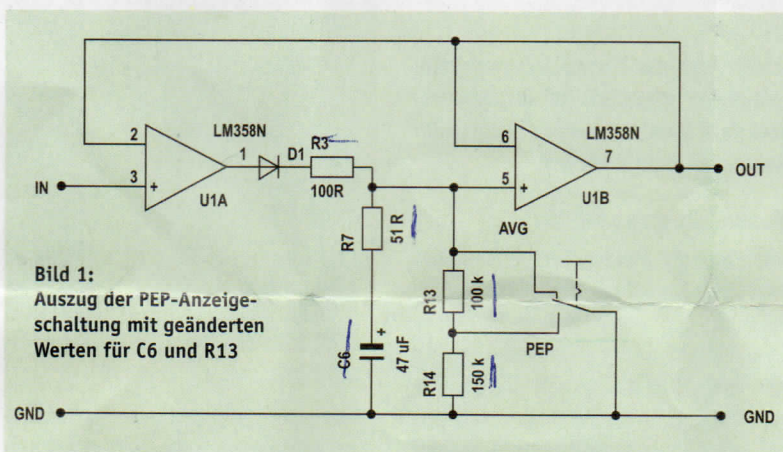 LM358N
LM358N
2
6
1
D1
R3
7
100R
IN
3
+
5
+
OUT
U1A
U1B
AVG
R7
51 R
Bild 1:
Auszug der PEP-Anzeige-
schaltung mit geänderten
Werten für C6 und R13
R13
100 k
+
C6
47 uF
PEP
R14
150 k
GND
GND